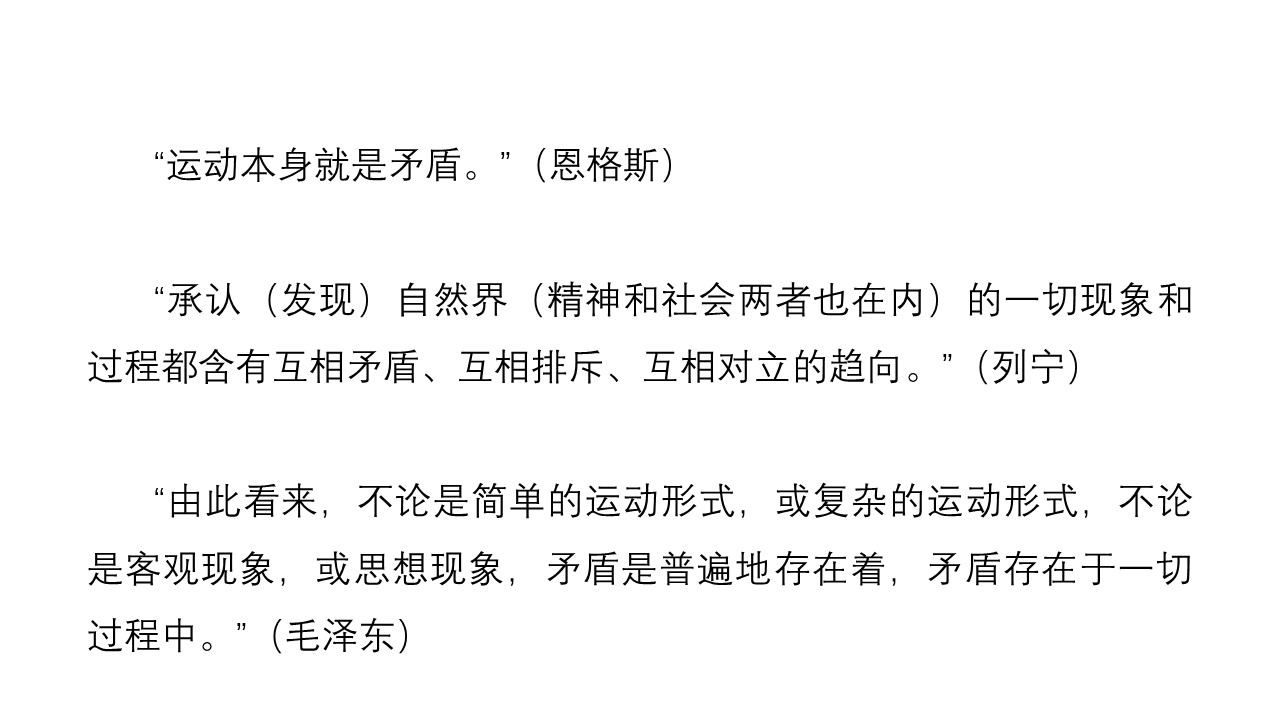 “运动本身就是矛盾。”（恩格斯）
“承认（发现）自然界（精神和社会两者也在内）的一切现象和
过程都含有互相矛盾、互相排斥、互相对立的趋向。”（列宁）
“由此看来，不论是简单的运动形式，或复杂的运动形式，不论
是客观现象，或思想现象，矛盾是普遍地存在着，矛盾存在于一切
过程中。”（毛泽东）